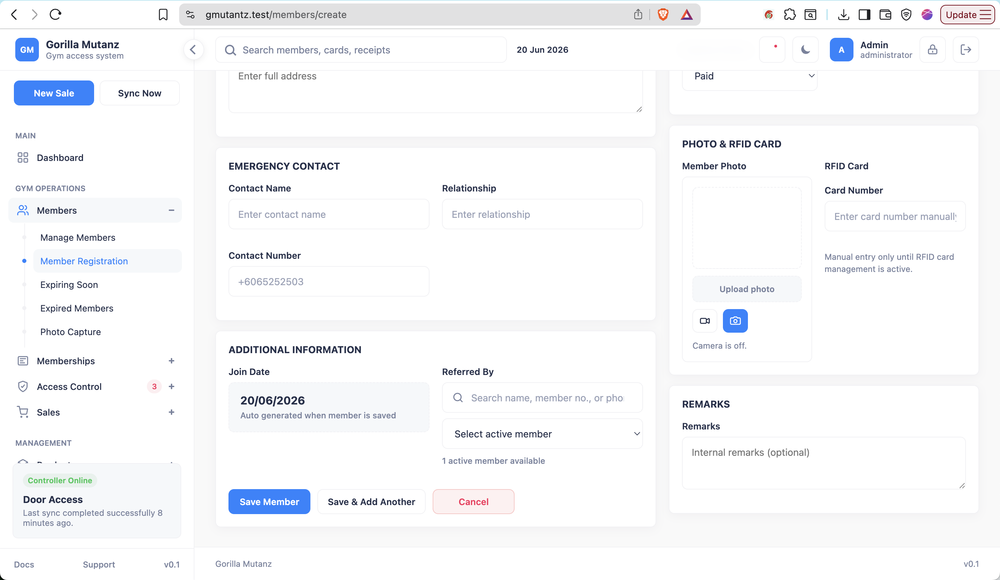 gmutantz.test/members/create
Update
GM
Gorilla Mutanz
Gym access system
Search members, cards, receipts
20 Jun 2026
A
Admin
administrator
New Sale
Sync Now
MAIN
Dashboard
GYM OPERATIONS
Members
Manage Members
Member Registration
Expiring Soon
Expired Members
Photo Capture
Memberships
Access Control
3
Sales
MANAGEMENT
Controller Online
Door Access
Last sync completed successfully 8
minutes ago.
Docs
Support
v0.1
Enter full address
EMERGENCY CONTACT
Contact Name
Relationship
Enter contact name
Enter relationship
Contact Number
+6065252503
ADDITIONAL INFORMATION
Join Date
Referred By
20/06/2026
Auto generated when member is saved
Search name, member no., or pho
Select active member
1 active member available
Save Member
Save & Add Another
Cancel
Paid
PHOTO & RFID CARD
Member Photo
RFID Card
Card Number
Enter card number manually
Manual entry only until RFID card
management is active.
Upload photo
Camera is off.
REMARKS
Remarks
Internal remarks (optional)
Gorilla Mutanz
v0.1